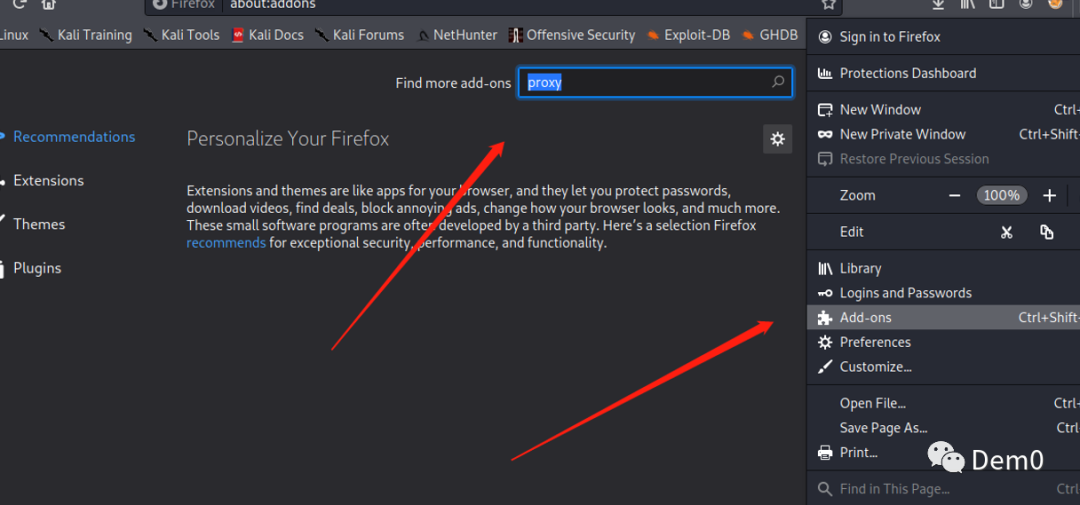 Firefox about:addons
Linux Kali Training Kali Tools Kali Docs Kali Forums NetHunter Offensive Security Exploit-DB GHDB
Find more add-ons proxy
Recommendations
Extensions
Themes
Plugins
Personalize Your Firefox
Extensions and themes are like apps for your browser, and they let you protect passwords,
download videos, find deals, block annoying ads, change how your browser looks, and much more.
These small software programs are often developed by a third party. Here's a selection Firefox
recommends for exceptional security, performance, and functionality.
Sign in to Firefox
Protections Dashboard
New Window Ctrl+
New Private Window Ctrl+Shift-
Restore Previous Session
Zoom 100%
Edit
Library
Logins and Passwords
Add-ons Ctrl+Shift-
Preferences
Customize...
Open File... Ctrl+
Save Page As... Ctrl-
Print...
Find in This Page... Ctrl
Dem0